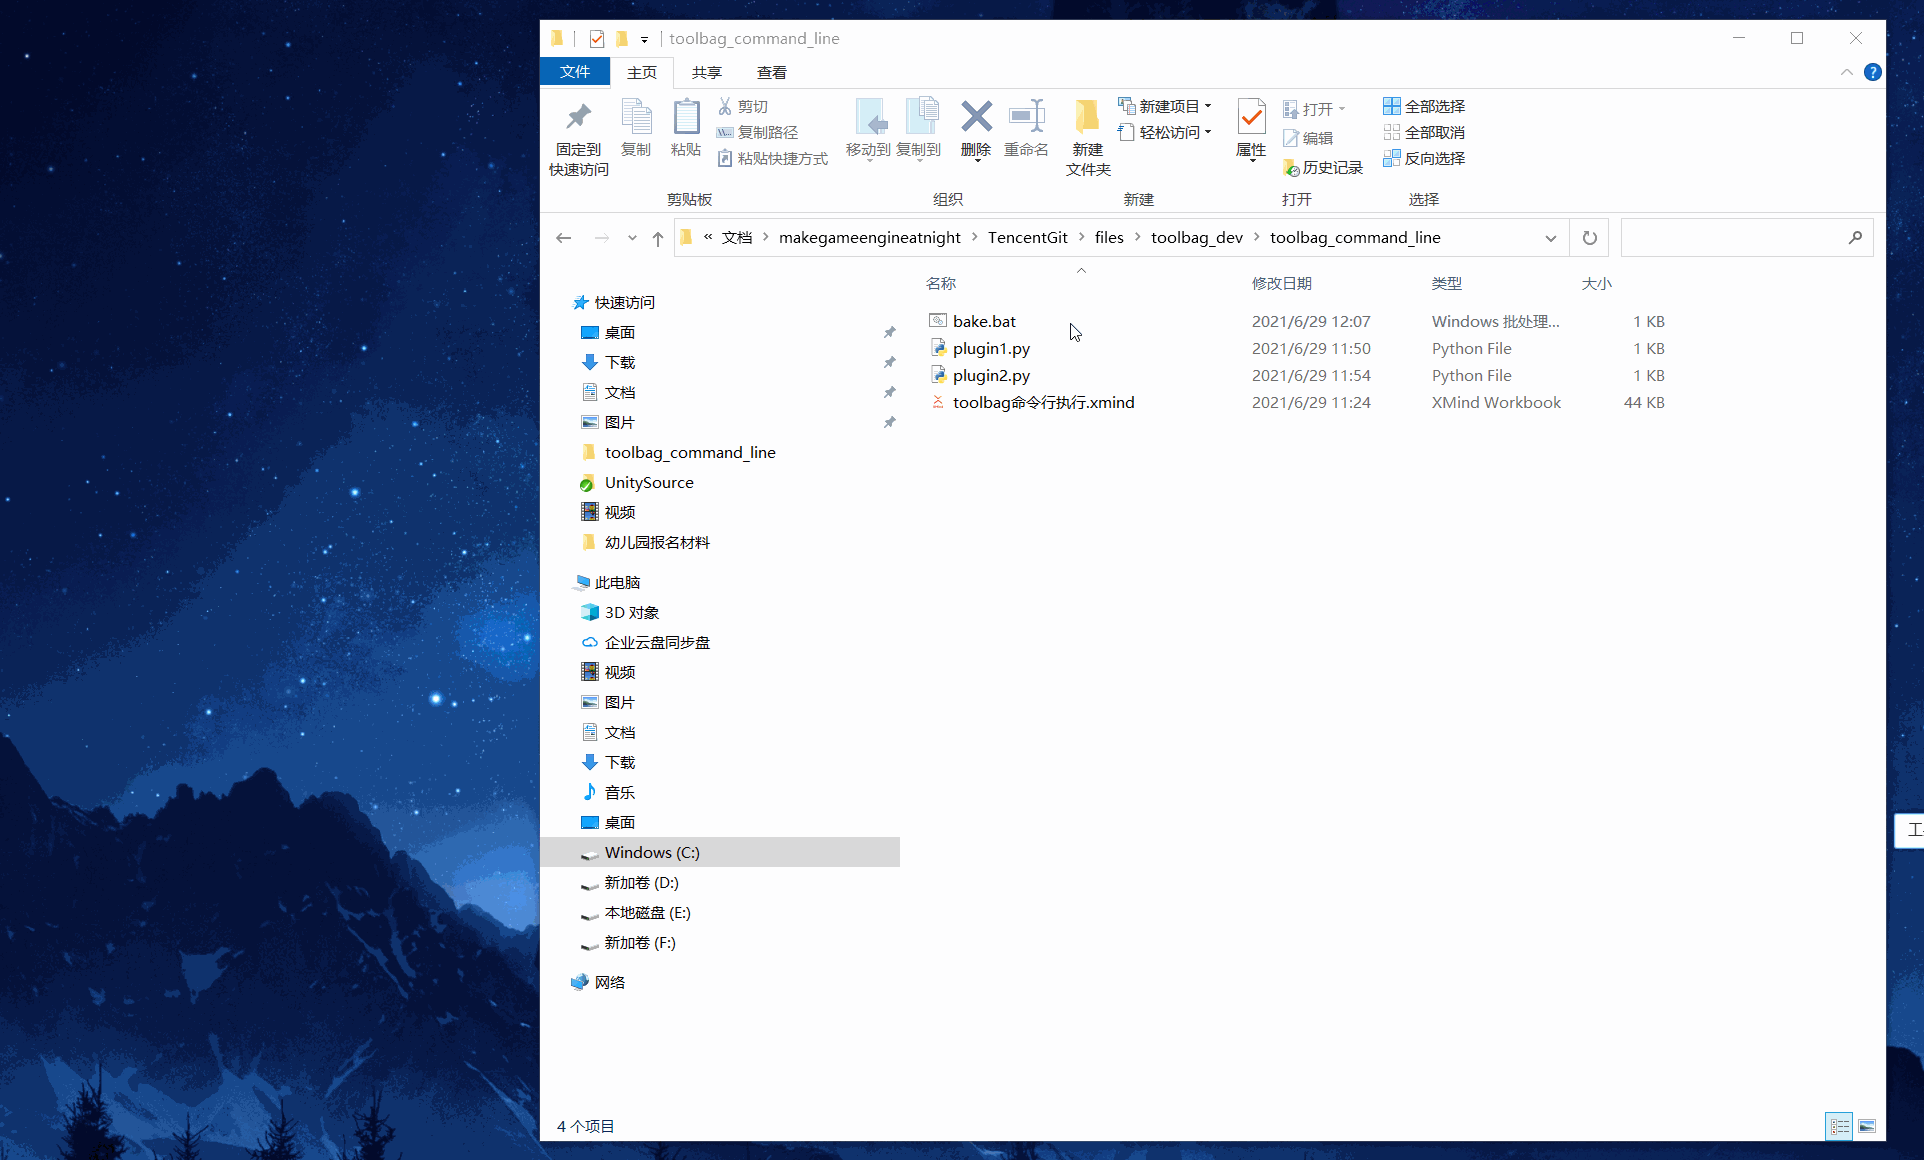 toolbag_command_line
文件 主页 共享 查看
固定到
快速访问
复制
粘贴
剪切
复制路径
粘贴快捷方式
剪贴板
移动到
复制到
删除
重命名
组织
新建
文件夹
新建项目
轻松访问
新建
属性
打开
编辑
历史记录
打开
全部选择
全部取消
反向选择
选择
« 文档 > makegameengineatnight > TencentGit > files > toolbag_dev > toolbag_command_line
快速访问
桌面
下载
文档
图片
toolbag_command_line
UnitySource
视频
幼儿园报名材料
此电脑
3D 对象
企业云盘同步盘
视频
图片
文档
下载
音乐
桌面
Windows (C:)
新加卷 (D:)
本地磁盘 (E:)
新加卷 (F:)
网络
名称 修改日期 类型 大小
bake.bat 2021/6/29 12:07 Windows 批处理... 1 KB
plugin1.py 2021/6/29 11:50 Python File 1 KB
plugin2.py 2021/6/29 11:54 Python File 1 KB
toolbag命令行执行.xmind 2021/6/29 11:24 XMind Workbook 44 KB
工
4 个项目